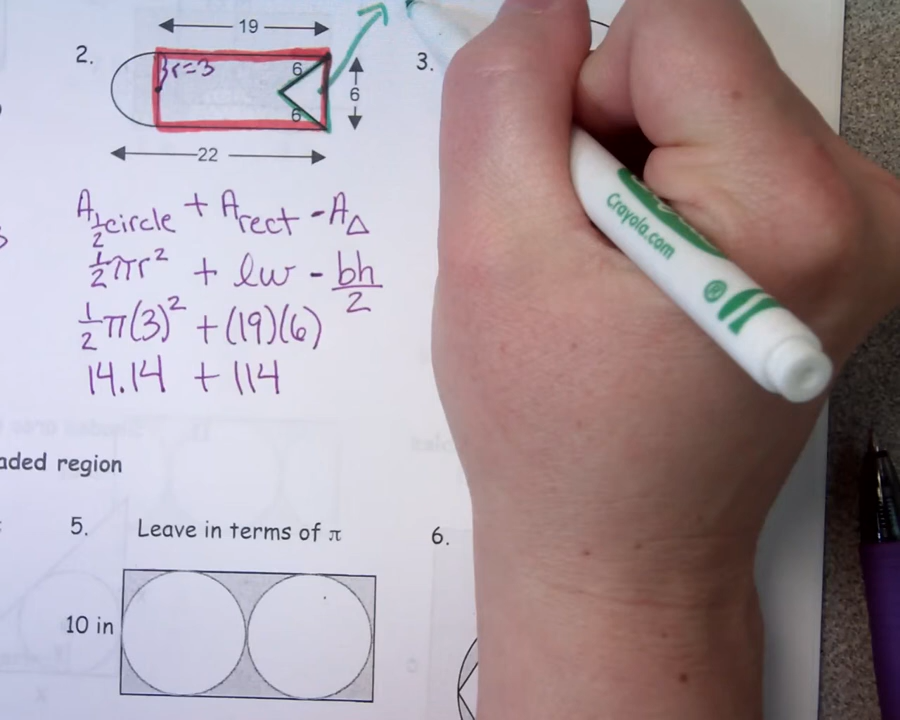 19
2.
r=3
6
6
6
22
3.
A½circle + Arect - A△
½πr² + lw - bh/2
½π(3)² + (19)(6)
14.14 + 114
Crayola.com
®
aded region
5. Leave in terms of π
6.
10 in